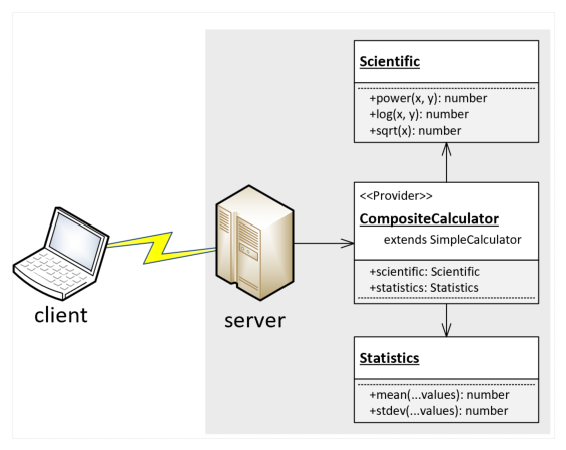 Scientific
+power(x, y): number
+log(x, y): number
+sqrt(x): number
<<Provider>>
CompositeCalculator
extends SimpleCalculator
+scientific: Scientific
+statistics: Statistics
client
server
Statistics
+mean(...values): number
+stdev(...values): number